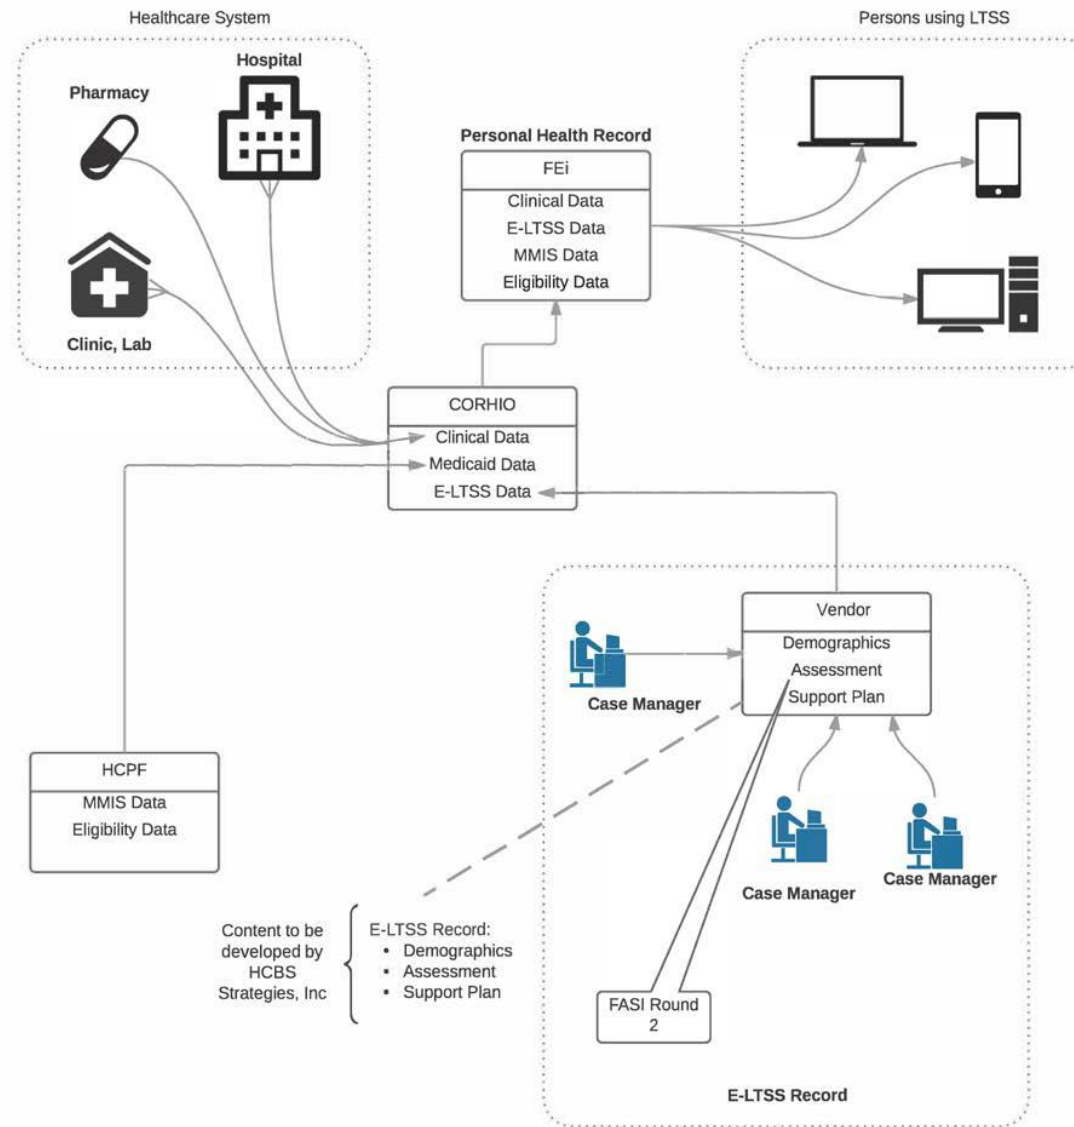 Healthcare System
Persons using LTSS
Hospital
Pharmacy
Clinic, Lab
Personal Health Record
FEi
Clinical Data
E-LTSS Data
MMIS Data
Eligibility Data
CORHIO
Clinical Data
Medicaid Data
E-LTSS Data
Vendor
Demographics
Assessment
Support Plan
Case Manager
Case Manager
Case Manager
HCPF
MMIS Data
Eligibility Data
Content to be
developed by
HCBS
Strategies, Inc
E-LTSS Record:
• Demographics
• Assessment
• Support Plan
FASI Round
2
E-LTSS Record